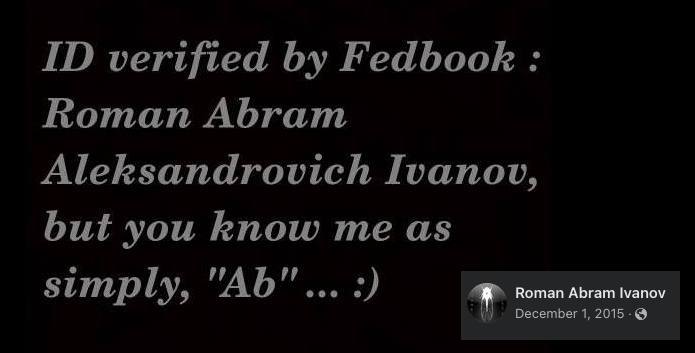 ID verified by Fedbook :
Roman Abram
Aleksandrovich Ivanov,
but you know me as
simply, "Ab"... :)
Roman Abram Ivanov
December 1, 2015 ·